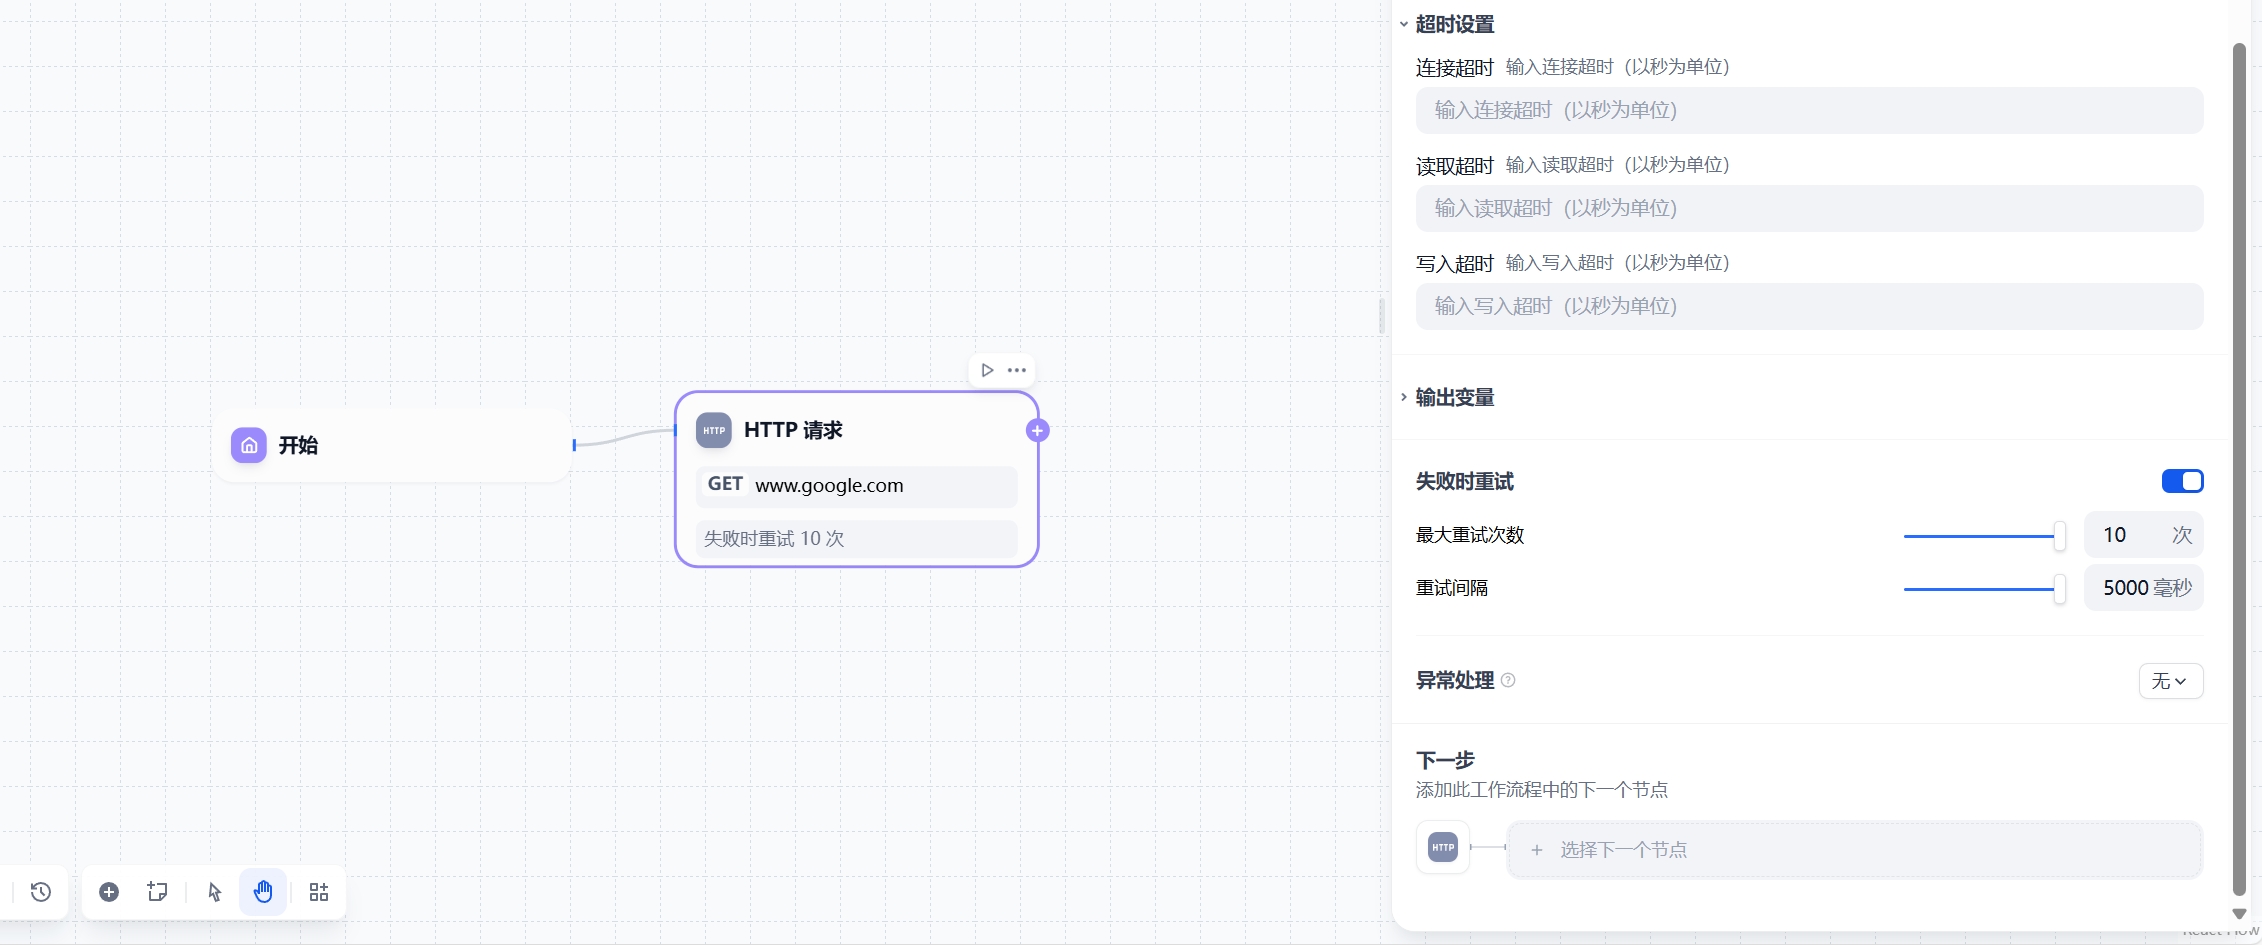 开始
HTTP
HTTP 请求
GET www.google.com
失败时重试 10 次
超时设置
连接超时 输入连接超时（以秒为单位）
输入连接超时（以秒为单位）
读取超时 输入读取超时（以秒为单位）
输入读取超时（以秒为单位）
写入超时 输入写入超时（以秒为单位）
输入写入超时（以秒为单位）
输出变量
失败时重试
最大重试次数 10 次
重试间隔 5000 毫秒
异常处理 无
下一步
添加此工作流程中的下一个节点
HTTP
+ 选择下一个节点
React Flow